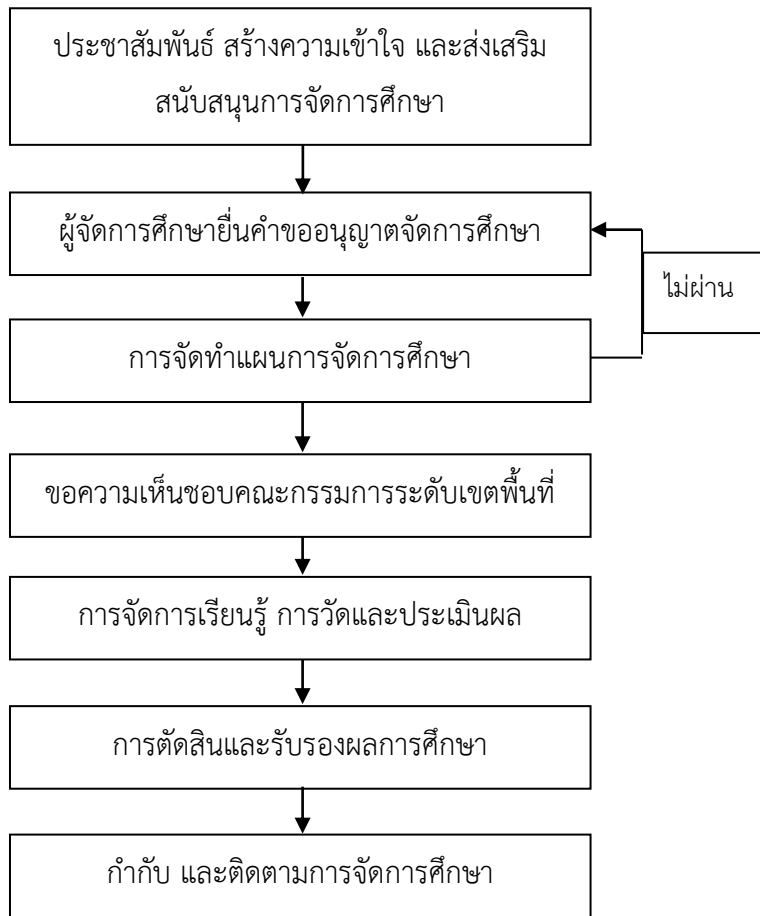 ประชาสัมพันธ์ สร้างความเข้าใจ และส่งเสริม
สนับสนุนการจัดการศึกษา
ผู้จัดการศึกษายื่นคำขออนุญาตจัดการศึกษา
ไม่ผ่าน
การจัดทำแผนการจัดการศึกษา
ขอความเห็นชอบคณะกรรมการระดับเขตพื้นที่
การจัดการเรียนรู้ การวัดและประเมินผล
การตัดสินและรับรองผลการศึกษา
กำกับ และติดตามการจัดการศึกษา